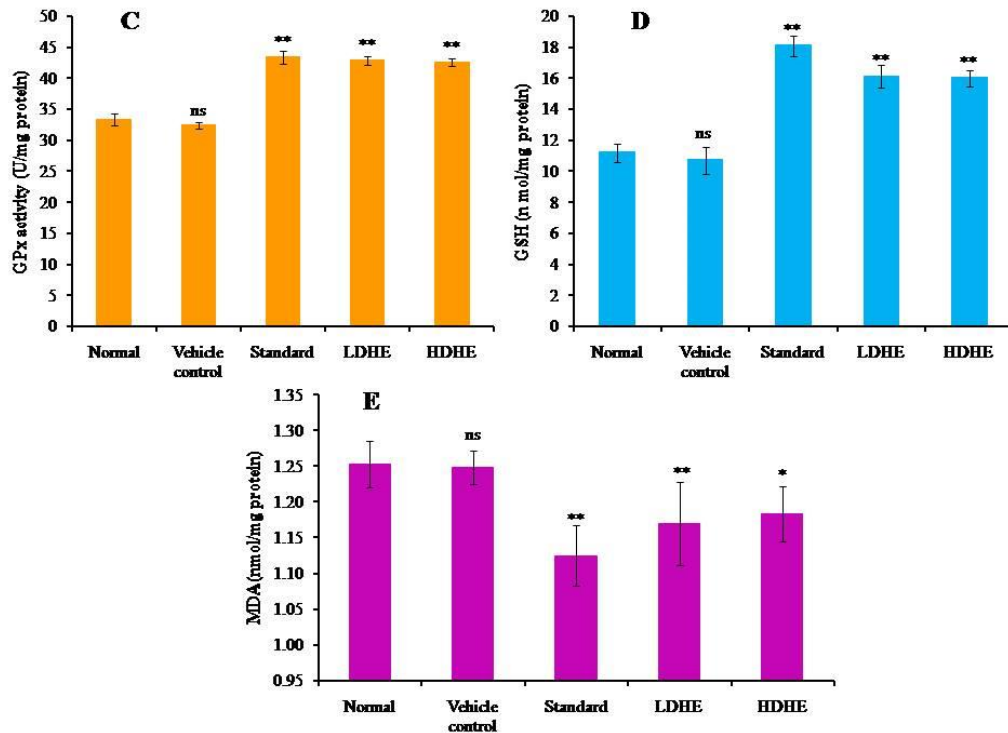 C
GPx activity (U/mg protein)
50
45
40
35
30
25
20
15
10
5
0
ns
**
**
**
Normal
Vehicle
control
Standard
LDHE
HDHE
D
GSH (n mol/mg protein)
20
18
16
14
12
10
8
6
4
2
0
ns
**
**
**
Normal
Vehicle
control
Standard
LDHE
HDHE
E
MDA(nmol/mg protein)
1.35
1.30
1.25
1.20
1.15
1.10
1.05
1.00
0.95
ns
**
**
*
Normal
Vehicle
control
Standard
LDHE
HDHE